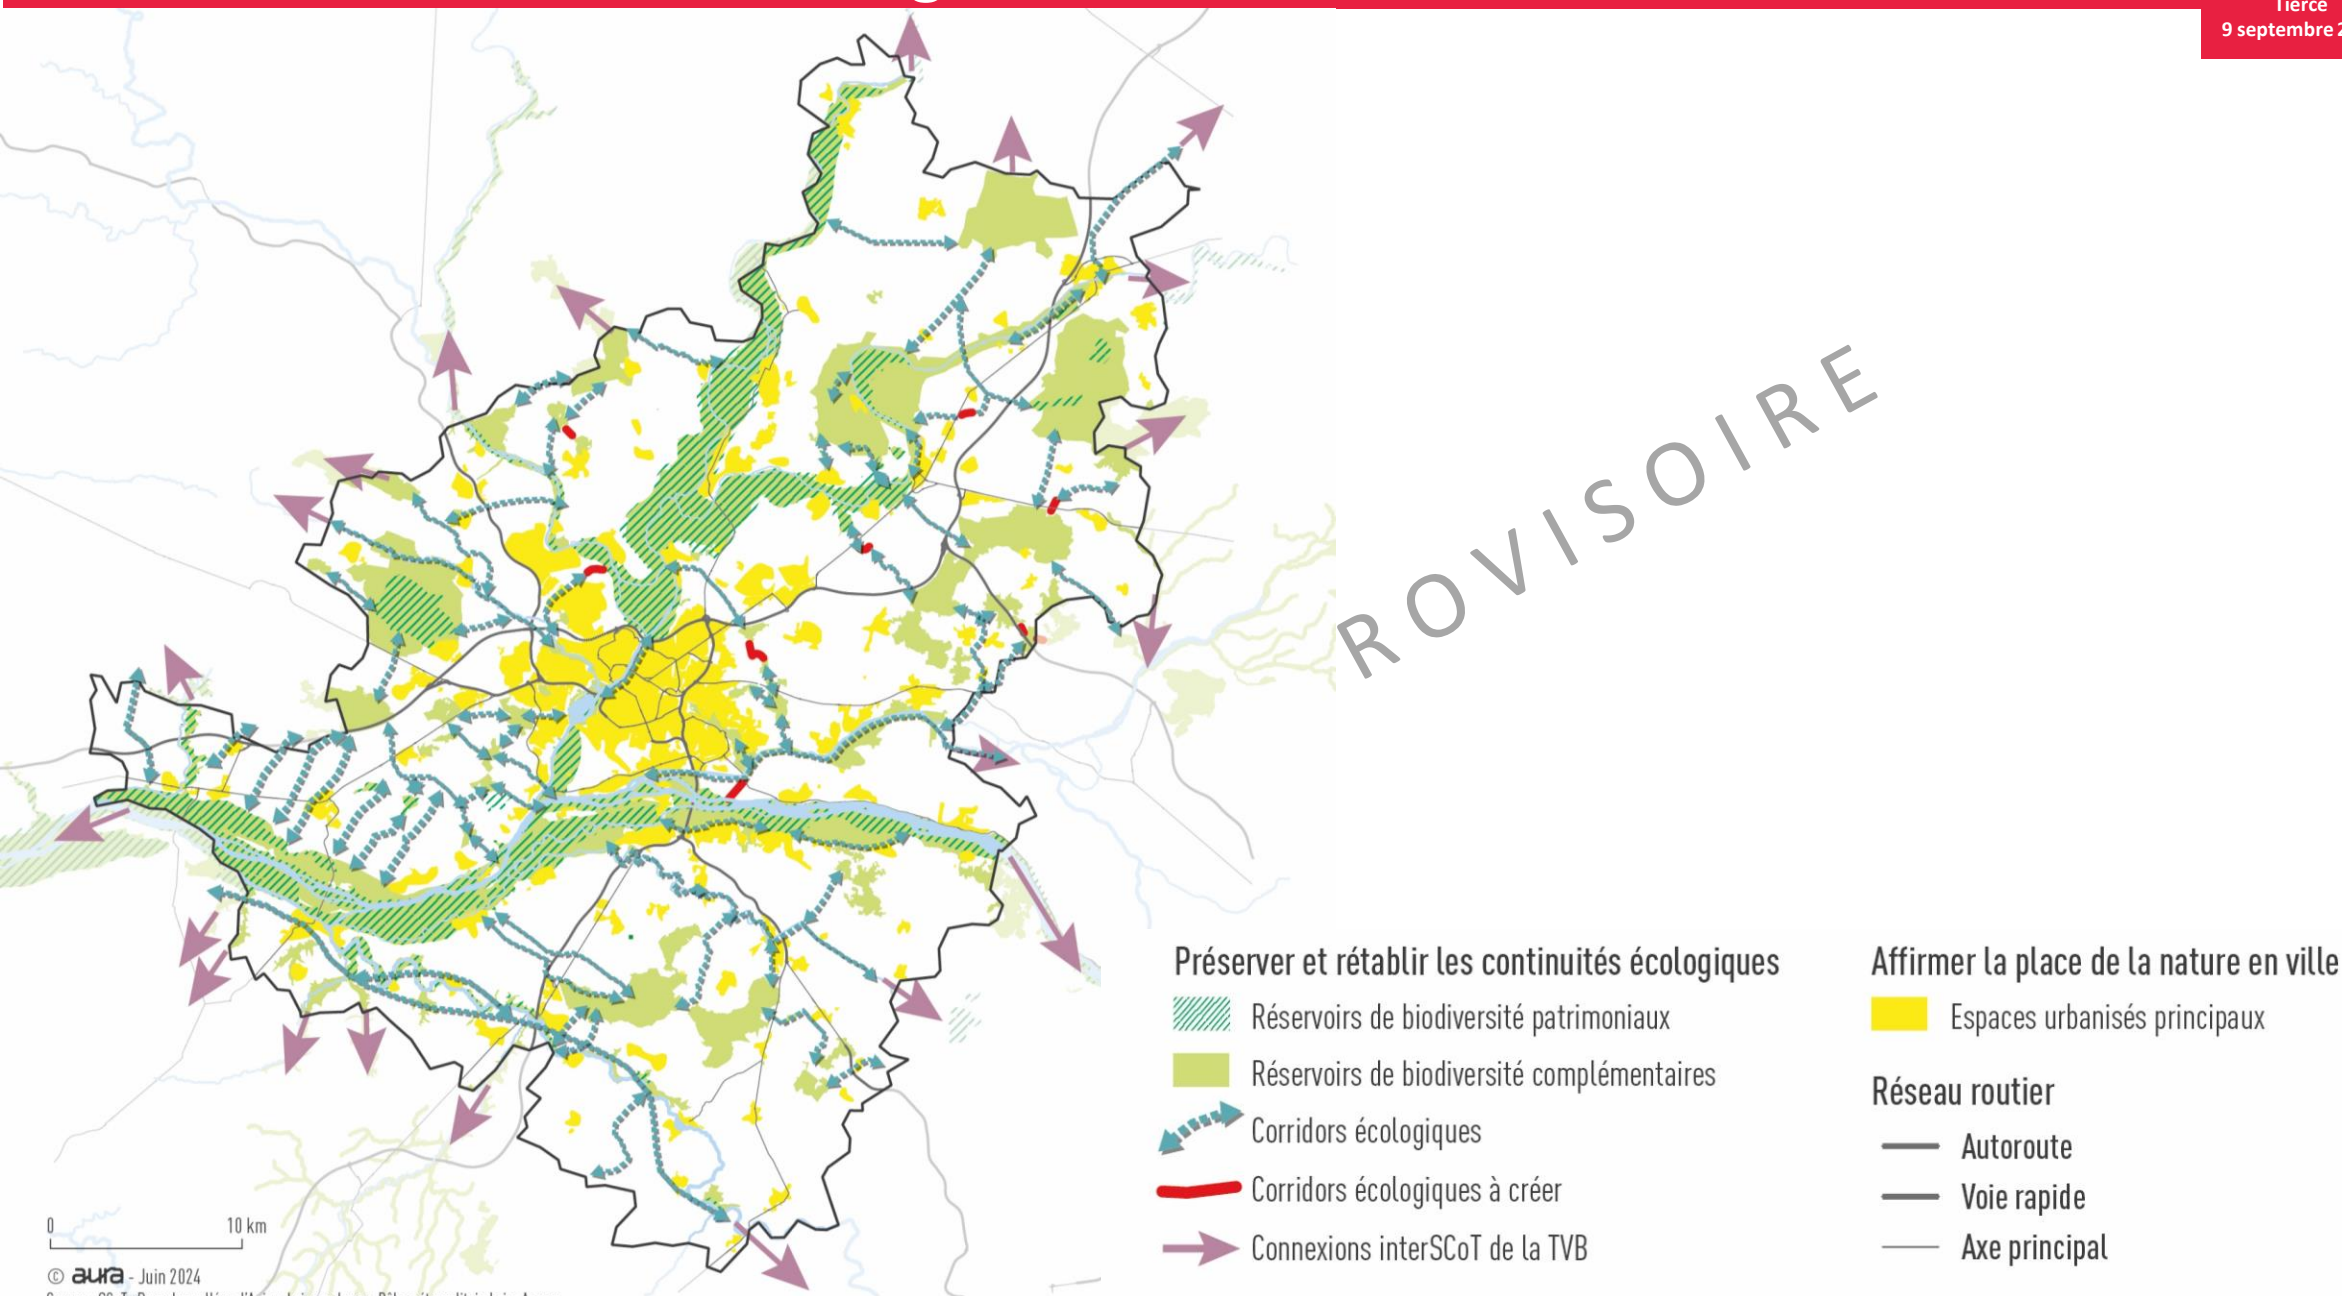 Tiercé
9 septembre
ROVISOIRE
Préserver et rétablir les continuités écologiques
Réservoirs de biodiversité patrimoniaux
Réservoirs de biodiversité complémentaires
Corridors écologiques
Corridors écologiques à créer
Connexions interSCoT de la TVB
Affirmer la place de la nature en ville
Espaces urbanisés principaux
Réseau routier
Autoroute
Voie rapide
Axe principal
0 10 km
© aura - Juin 2024